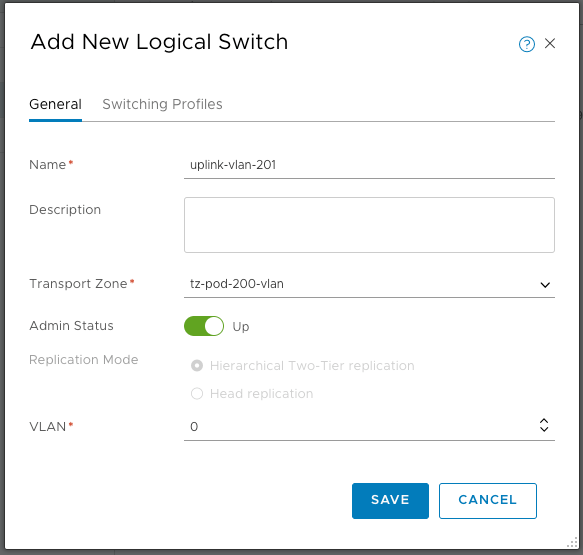 Add New Logical Switch
?
General Switching Profiles
Name* uplink-vlan-201
Description
Transport Zone* tz-pod-200-vlan
Admin Status Up
Replication Mode Hierarchical Two-Tier replication
Head replication
VLAN* 0
SAVE CANCEL